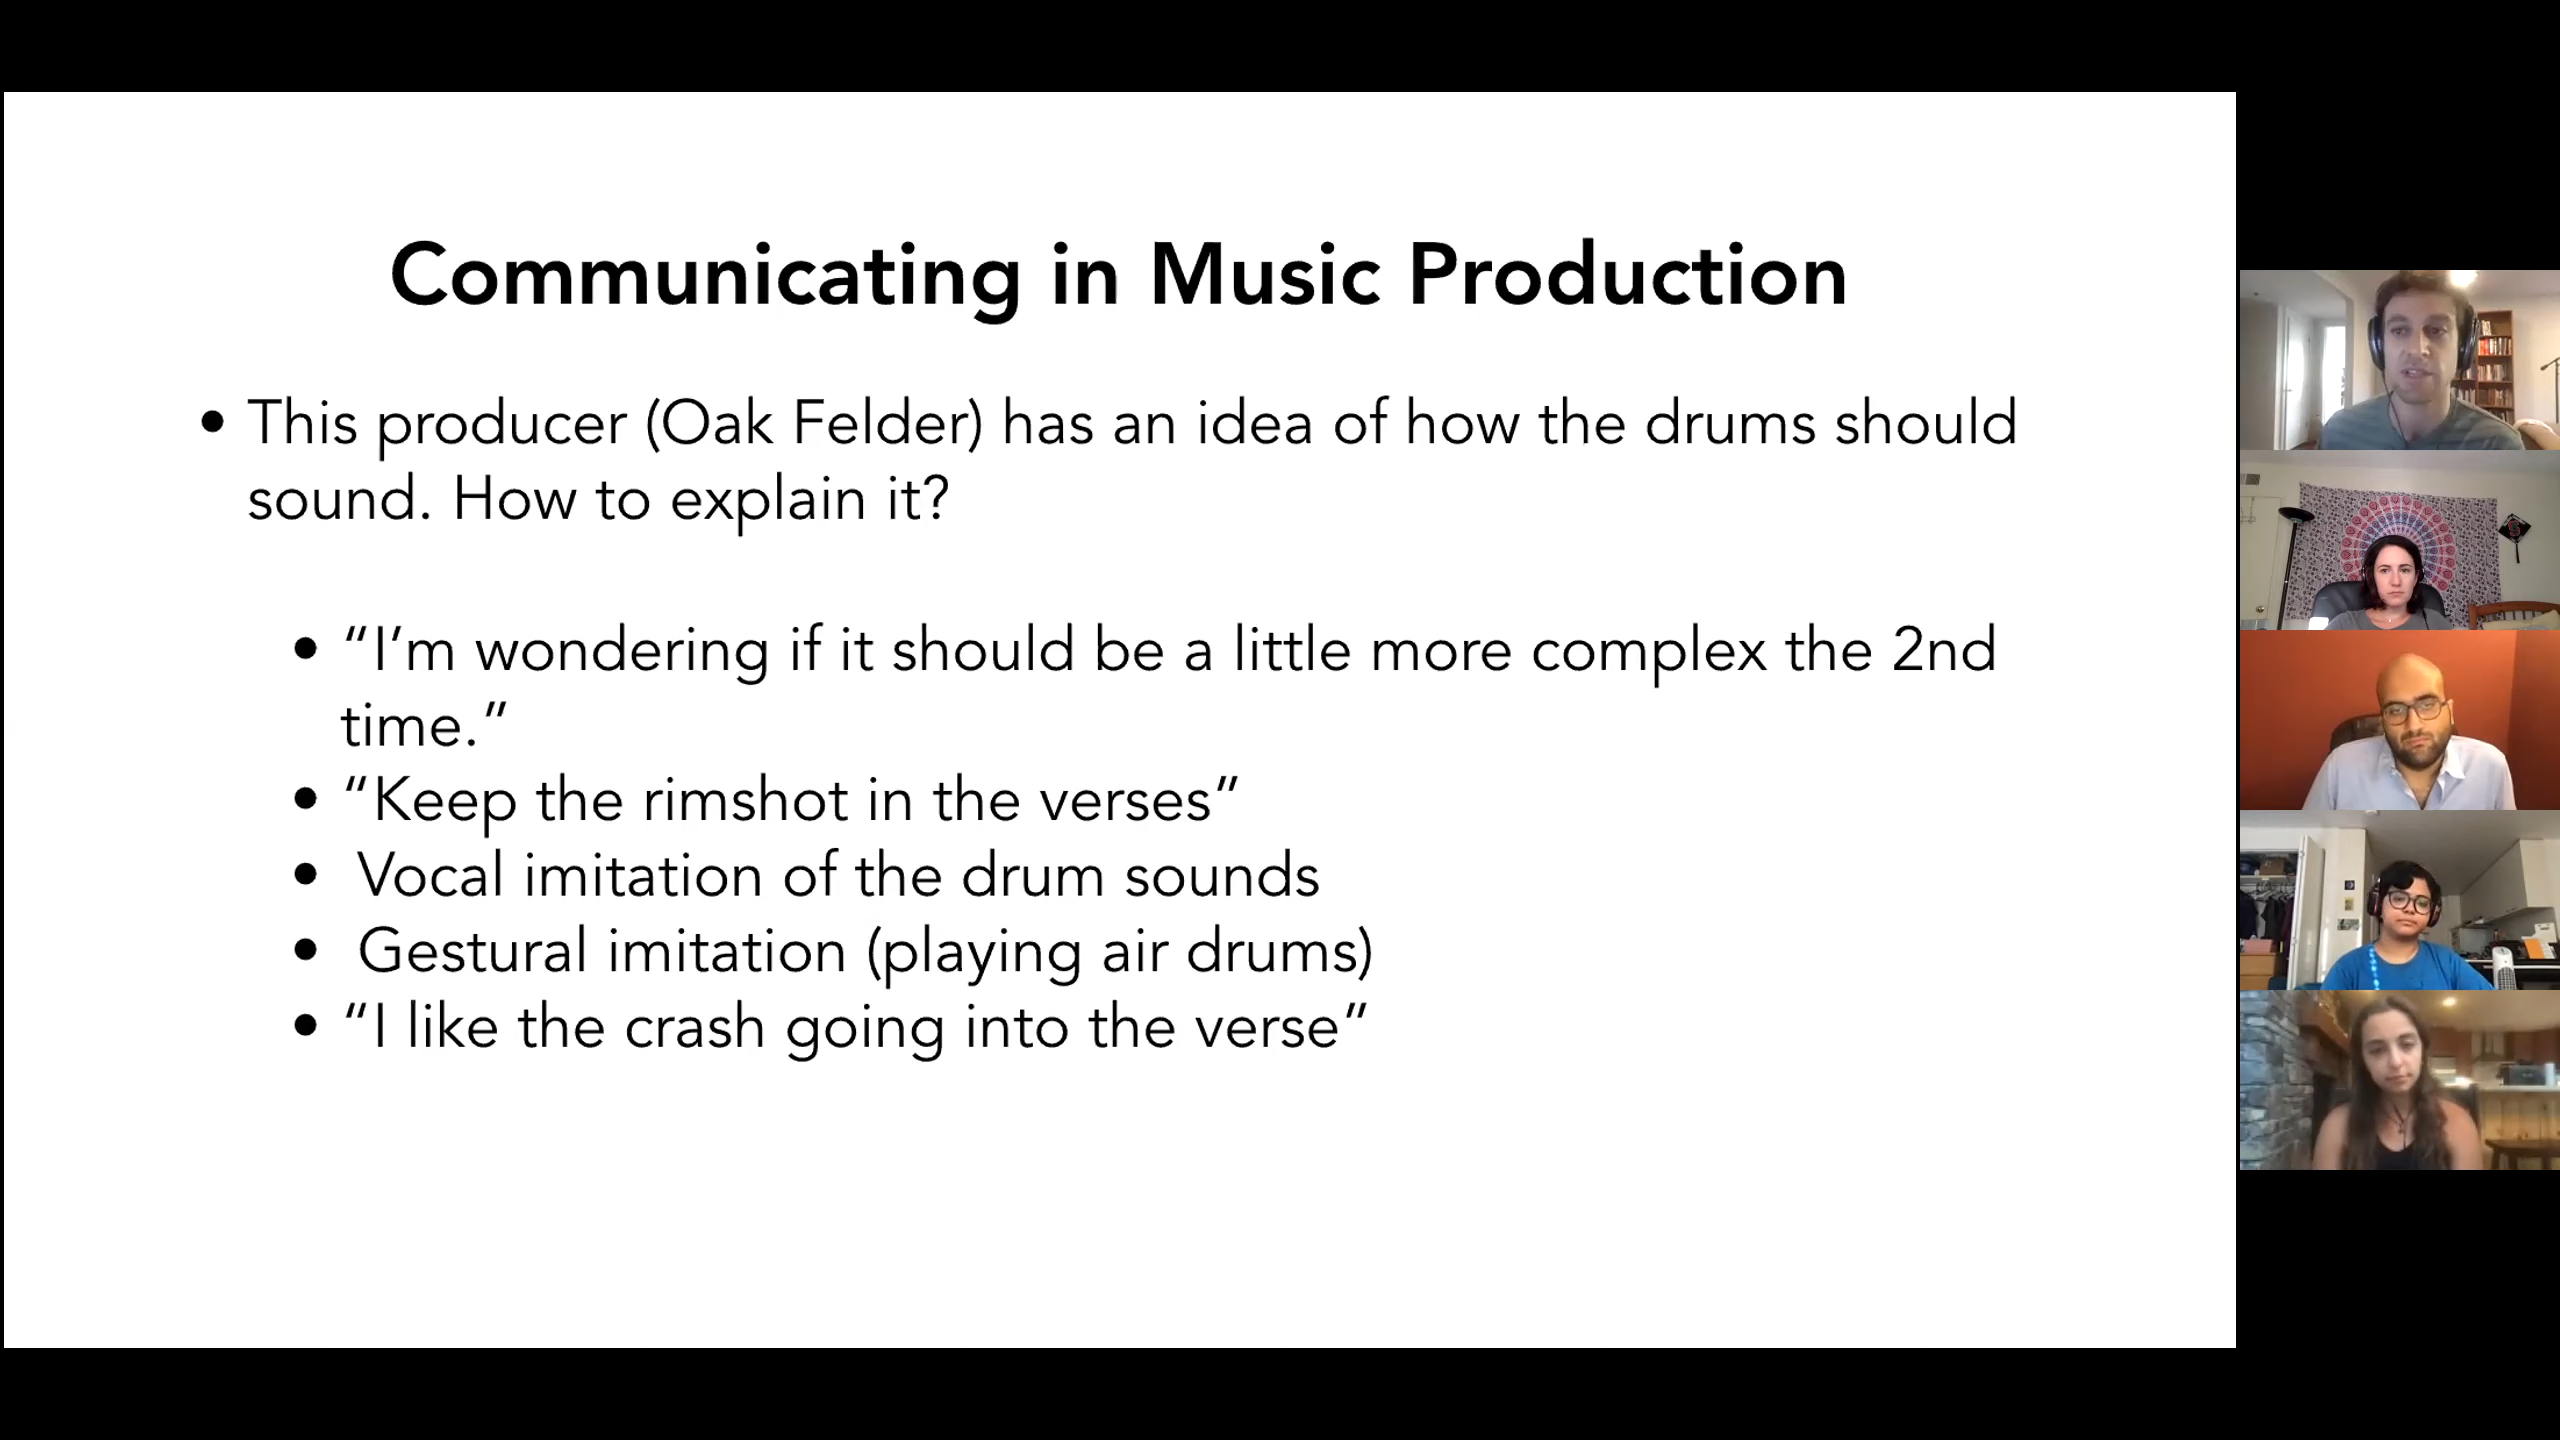 Communicating in Music Production
• This producer (Oak Felder) has an idea of how the drums should
sound. How to explain it?
• “I’m wondering if it should be a little more complex the 2nd
time.”
• “Keep the rimshot in the verses”
• Vocal imitation of the drum sounds
• Gestural imitation (playing air drums)
• “I like the crash going into the verse”